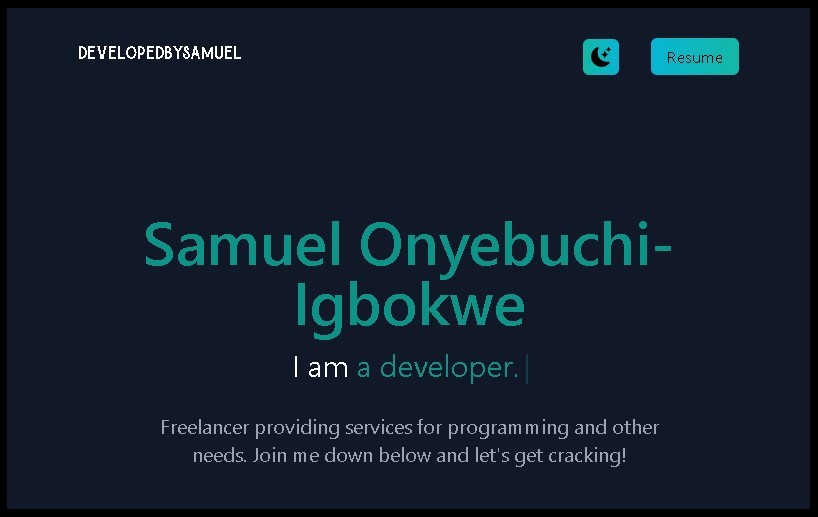 DEVELOPEDBYSAMUEL
Resume
Samuel Onyebuchi-
Igbokwe
I am a developer.
Freelancer providing services for programming and other
needs. Join me down below and let's get cracking!